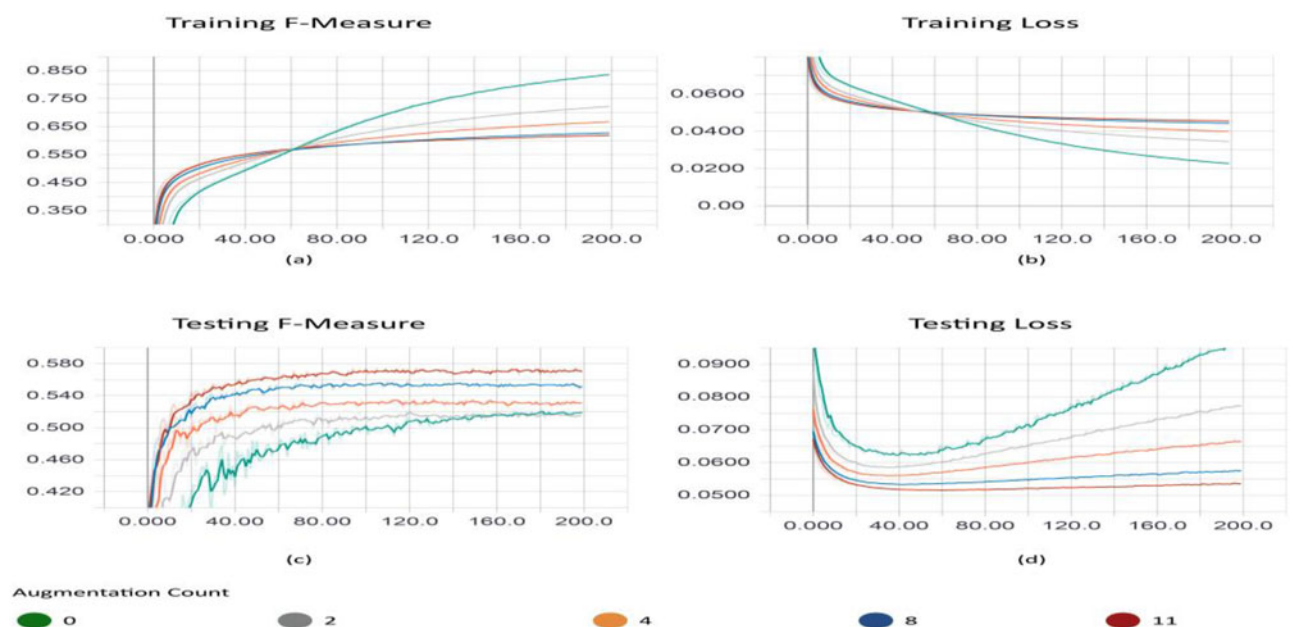 Training F-Measure
Training Loss
0.850
0.750
0.650
0.550
0.450
0.350
0.000 40.00 80.00 120.0 160.0 200.0
(a)
0.0600
0.0400
0.0200
0.00
0.000 40.00 80.00 120.0 160.0 200.0
(b)
Testing F-Measure
Testing Loss
0.580
0.540
0.500
0.460
0.420
0.000 40.00 80.00 120.0 160.0 200.0
(c)
0.0900
0.0800
0.0700
0.0600
0.0500
0.000 40.00 80.00 120.0 160.0 200.0
(d)
Augmentation Count
0 2 4 8 11